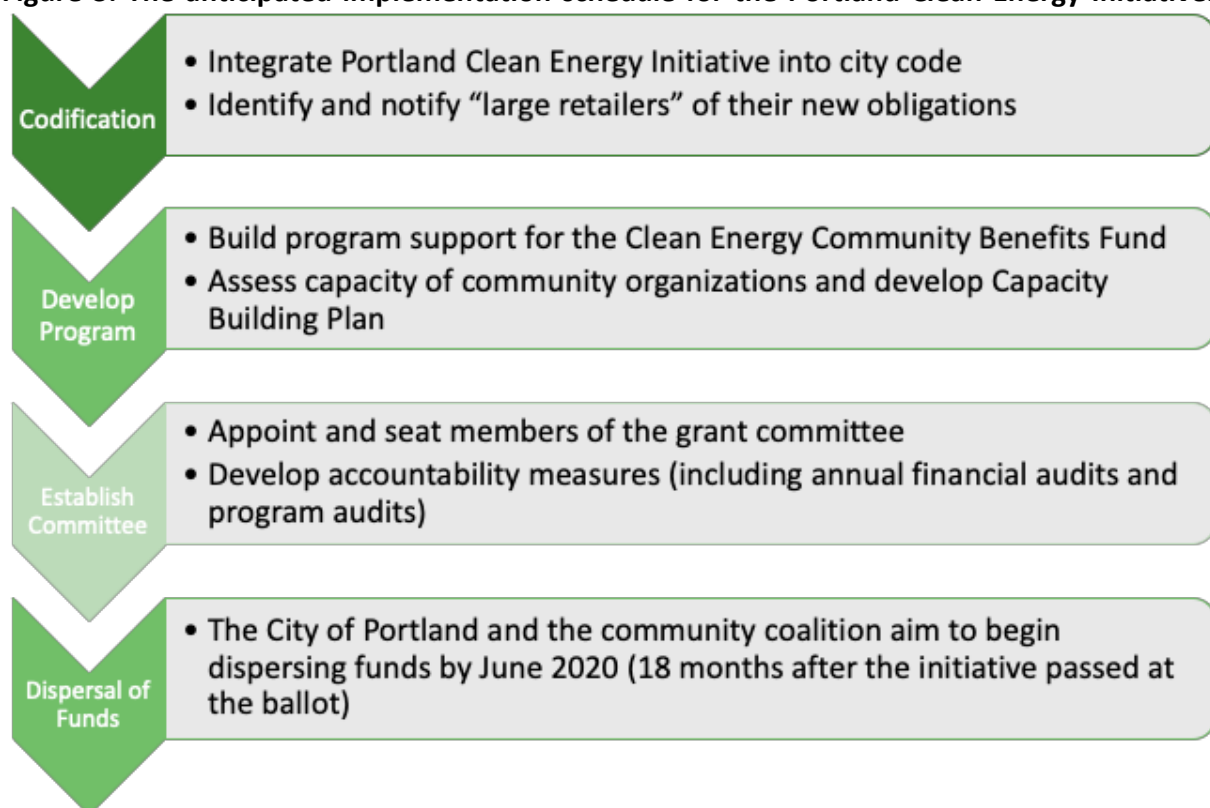 Figure The anticipated implementation schedule for the Portland Clean Energy Initiative.
Codification
• Integrate Portland Clean Energy Initiative into city code
• Identify and notify “large retailers” of their new obligations
Develop
Program
• Build program support for the Clean Energy Community Benefits Fund
• Assess capacity of community organizations and develop Capacity
Building Plan
Establish
Committee
• Appoint and seat members of the grant committee
• Develop accountability measures (including annual financial audits and
program audits)
Dispersal of
Funds
• The City of Portland and the community coalition aim to begin
dispersing funds by June 2020 (18 months after the initiative passed at
the ballot)